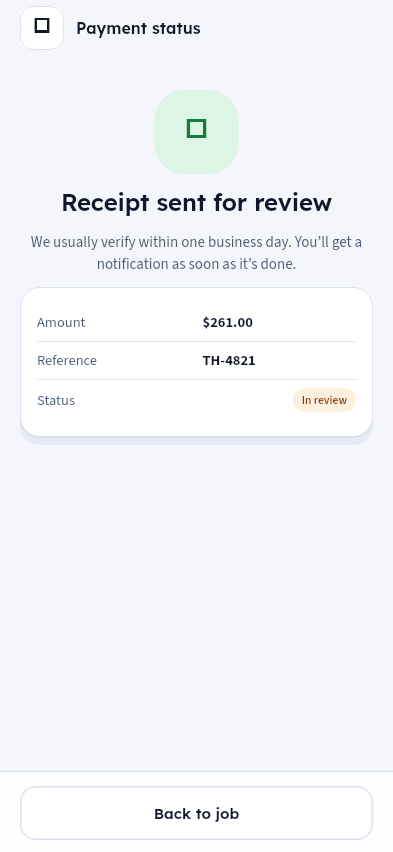 Payment status
Receipt sent for review
We usually verify within one business day. You’ll get a
notification as soon as it’s done.
Amount $261.00
Reference TH-4821
Status In review
Back to job